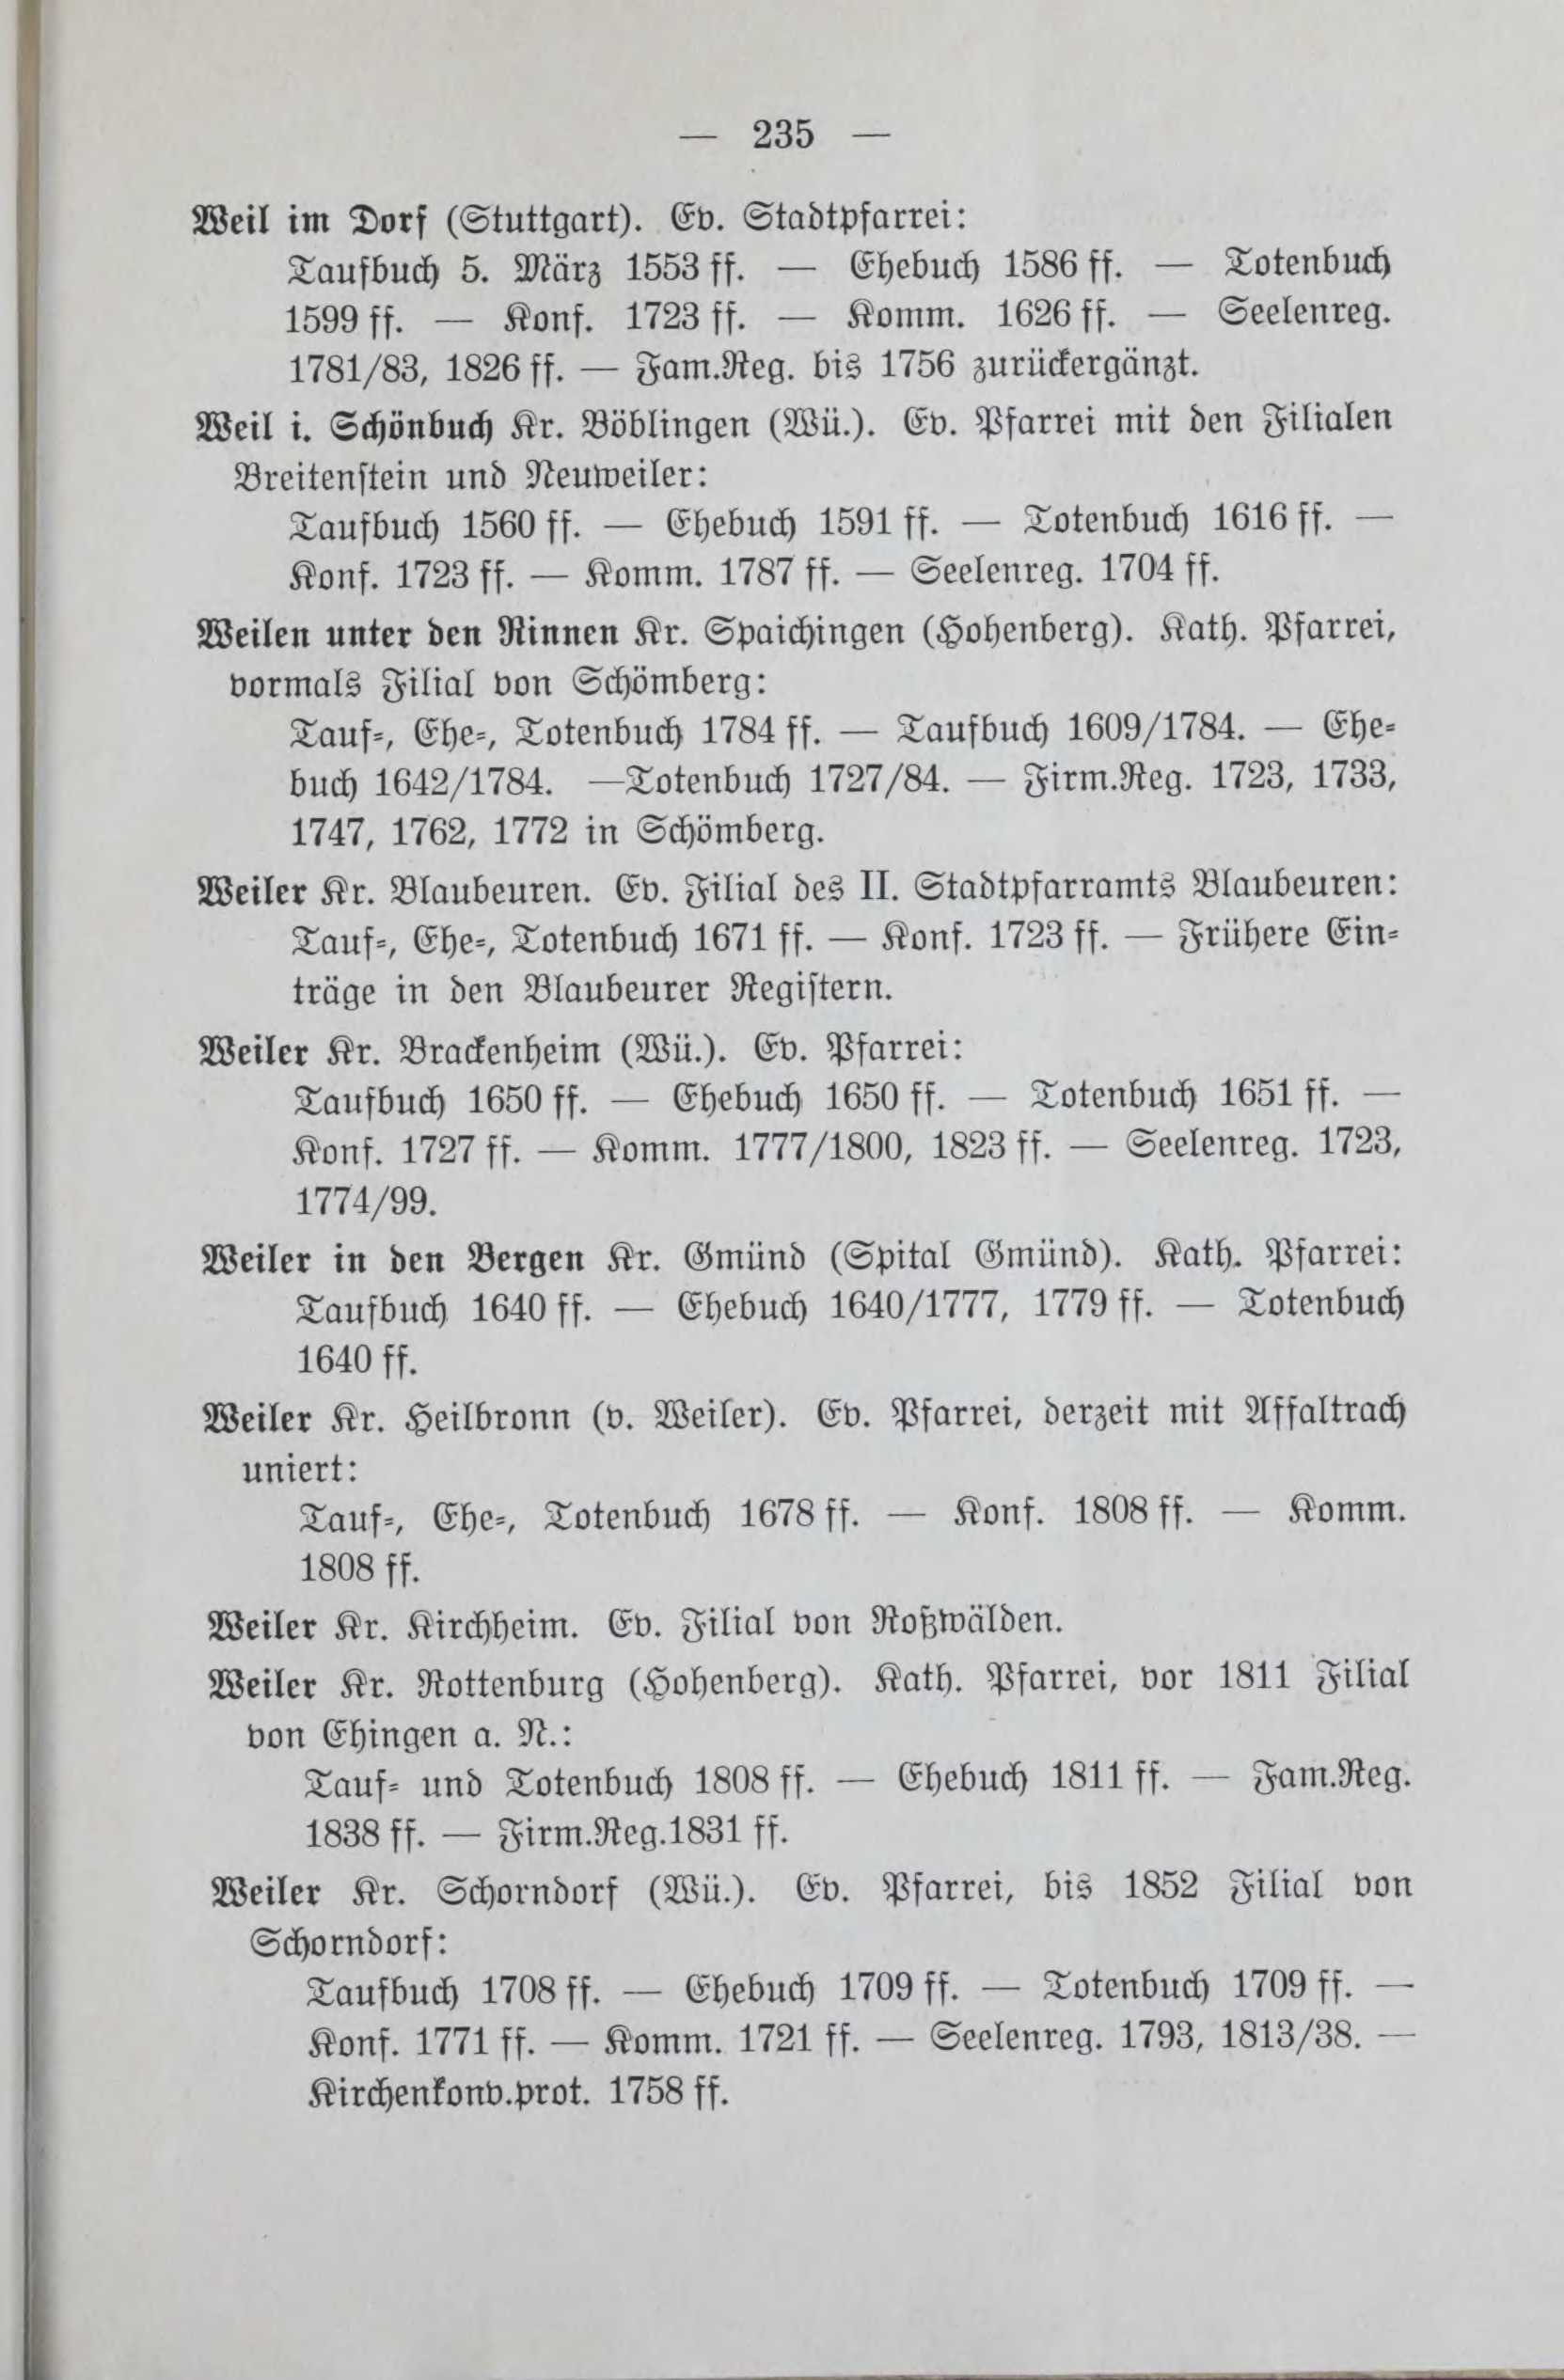 — 235 —
Weil im Dorf (Stuttgart). Ev. Stadtpfarrei:
Taufbuch 5. März 1553 ff. — Ehebuch 1586 ff. — Totenbuch
1599 ff. — Konf. 1723 ff. — Komm. 1626 ff. — Seelenreg.
1781/83, 1826 ff. — Fam.Reg. bis 1756 zurückergänzt.
Weil i. Schönbuch Kr. Böblingen (Wü.). Ev. Pfarrei mit den Filialen
Breitenstein und Neuweiler:
Taufbuch 1560 ff. — Ehebuch 1591 ff. — Totenbuch 1616 ff. —
Konf. 1723 ff. — Komm. 1787 ff. — Seelenreg. 1704 ff.
Weilen unter den Rinnen Kr. Spaichingen (Hohenberg). Kath. Pfarrei,
vormals Filial von Schömberg:
Tauf-, Ehe-, Totenbuch 1784 ff. — Taufbuch 1609/1784. — Ehe-
buch 1642/1784. —Totenbuch 1727/84. — Firm.Reg. 1723, 1733,
1747, 1762, 1772 in Schömberg.
Weiler Kr. Blaubeuren. Ev. Filial des II. Stadtpfarramts Blaubeuren:
Tauf-, Ehe-, Totenbuch 1671 ff. — Konf. 1723 ff. — Frühere Ein-
träge in den Blaubeurer Registern.
Weiler Kr. Brackenheim (Wü.). Ev. Pfarrei:
Taufbuch 1650 ff. — Ehebuch 1650 ff. — Totenbuch 1651 ff. —
Konf. 1727 ff. — Komm. 1777/1800, 1823 ff. — Seelenreg. 1723,
1774/99.
Weiler in den Bergen Kr. Gmünd (Spital Gmünd). Kath. Pfarrei:
Taufbuch 1640 ff. — Ehebuch 1640/1777, 1779 ff. — Totenbuch
1640 ff.
Weiler Kr. Heilbronn (v. Weiler). Ev. Pfarrei, derzeit mit Affaltrach
uniert:
Tauf-, Ehe-, Totenbuch 1678 ff. — Konf. 1808 ff. — Komm.
1808 ff.
Weiler Kr. Kirchheim. Ev. Filial von Roßwälden.
Weiler Kr. Rottenburg (Hohenberg). Kath. Pfarrei, vor 1811 Filial
von Ehingen a. N.:
Tauf- und Totenbuch 1808 ff. — Ehebuch 1811 ff. — Fam.Reg.
1838 ff. — Firm.Reg.1831 ff.
Weiler Kr. Schorndorf (Wü.). Ev. Pfarrei, bis 1852 Filial von
Schorndorf:
Taufbuch 1708 ff. — Ehebuch 1709 ff. — Totenbuch 1709 ff. —
Konf. 1771 ff. — Komm. 1721 ff. — Seelenreg. 1793, 1813/38. —
Kirchenkonv.prot. 1758 ff.